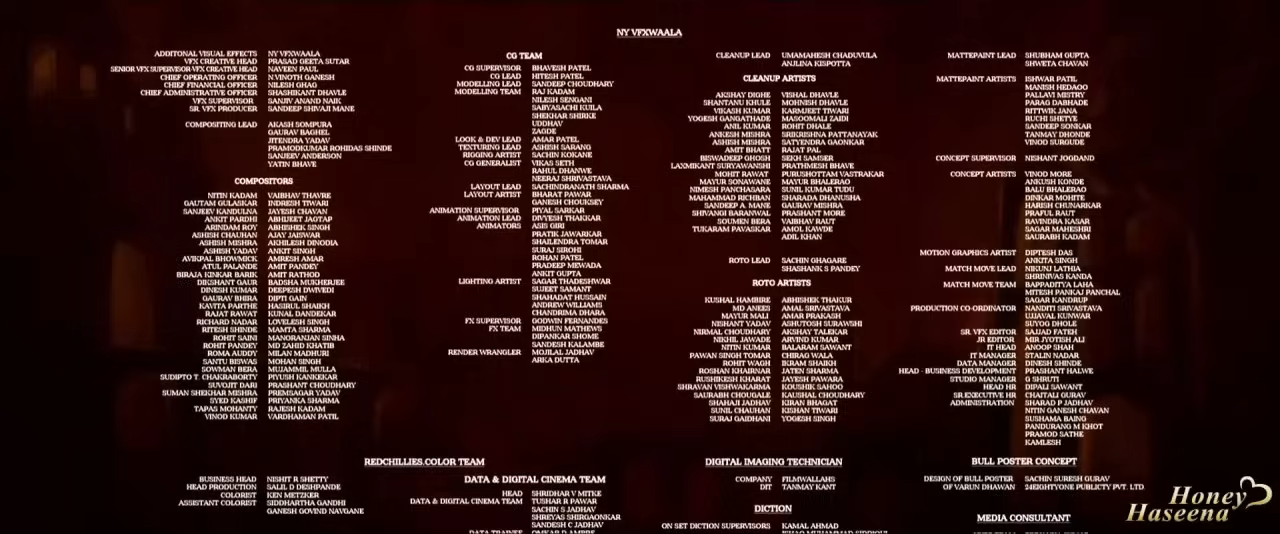 NY VFXWAALA
ADDITONAL VISUAL EFFECTS NY VFXWAALA
VFX CREATIVE HEAD PRASAD GEETA SUTAR
SENIOR VFX SUPERVISOR-VFX CREATIVE HEAD NAVEEN PAUL
CHIEF OPERATING OFFICER N.VINOTH GANESH
CHIEF FINANCIAL OFFICER NILESH GHAG
CHIEF ADMINISTRATIVE OFFICER SHASHIKANT DHAVLE
VFX SUPERVISOR SANJIV ANAND NAIK
SR. VFX PRODUCER SANDEEP SHIVAJI MANE
COMPOSITING LEAD AKASH SOMPURA
GAURAV BAGHEL
JITENDRA YADAV
PRAMODKUMAR ROHIDAS SHINDE
SANJEEV ANDERSON
YATIN BHAVE
COMPOSITORS
NITIN KADAM VAIBHAV THAVRE
GAUTAM GULASKAR INDRESH TIWARI
SANJEEV KANDULNA JAYESH CHAVAN
ANKIT PARDHI ABHIJEET JAGTAP
ARINDAM ROY ABHISHEK SINGH
ASHISH CHAUHAN AJAY JAISWAR
ASHISH MISHRA AKHILESH DINODIA
ASHISH YADAV ANKIT SINGH
AVIKPAL BHOWMICK AMRESH AMAR
ATUL PALANDE AMIT PANDEY
BIRAJA KINKAR BARIK AMIT RATHOD
DIKSHANT GAUR BADSHA MUKHERJEE
DINESH KUMAR DEEPESH DWIVEDI
GAURAV BHIRA DIPTI GAIN
KAVITA PARTHE HASIRUL SHAIKH
RAJAT RAWAT KUNAL DANDEKAR
RICHARD NADAR LOVELESH SINGH
RITESH SHINDE MAMTA SHARMA
ROHIT SAINI MANORANJAN SINHA
ROHIT PANDEY MD ZAHID KHATIB
ROMA AUDDY MILAN MADHURI
SANTU BISWAS MOHAN SINGH
SOWMAN BERA MUJAMMIL MULLA
SUDIPTO T. CHAKRABORTY PIYUSH KANKEKAR
SUVOJIT DARI PRASHANT CHOUDHARY
SUMAN SHEKHAR MISHRA PREMSAGAR YADAV
SYED KASHIF PRIYANKA SHARMA
TAPAS MOHANTY RAJESH KADAM
VINOD KUMAR VARDHAMAN PATIL
CG TEAM
CG SUPERVISOR BHAVESH PATEL
CG LEAD HITESH PATEL
MODELLING LEAD SANDEEP CHOUDHARY
MODELLING TEAM RAJ KADAM
NILESH SENGANI
SABYASACHI KUILA
SHEKHAR SHIRKE
UDDHAV
ZAGDE
LOOK & DEV LEAD AMAR PATEL
TEXTURING LEAD ASHISH SARANG
RIGGING ARTIST SACHIN KOKANE
CG GENERALIST VIKAS SETH
RAHUL DHANWE
NEERAJ SHRIVASTAVA
LAYOUT LEAD SACHINDRANATH SHARMA
LAYOUT ARTIST BHARAT PAWAR
GANESH CHOUKSEY
ANIMATION SUPERVISOR PIYAL SARKAR
ANIMATION LEAD DIVYESH THAKKAR
ANIMATORS ASIS GIRI
PRATIK JAWARKAR
SHAILENDRA TOMAR
SURAJ SIROHI
ROHAN PATEL
PRADEEP MEWADA
ANKIT GUPTA
LIGHTING ARTIST SAGAR THADESHWAR
SUJEET SAMANT
SHAHADAT HUSSAIN
ANDREW WILLIAMS
CHANDRIMA DHARA
FX SUPERVISOR GODWIN FERNANDES
FX TEAM MIDHUN MATHEWS
DIPANKAR SHOME
SANDESH KALAMBE
RENDER WRANGLER MOJILAL JADHAV
ARKA DUTTA
CLEANUP LEAD UMAMAHESH CHADUVULA
ANJLINA KISPOTTA
CLEANUP ARTISTS
AKSHAY DIGHE VISHAL DHAVLE
SHANTANU KHULE MOHNISH DHAVLE
VIKASH KUMAR KARMJEET TIWARI
YOGESH GANGATHADE MASOOMALI ZAIDI
ANIL KUMAR ROHIT DHALE
ANKESH MISHRA SRIKRISHNA PATTANAYAK
ASHISH MISHRA SATYENDRA GAONKAR
AMIT BHATT RAJAT PAL
BISWADEEP GHOSH SEKH SAMSER
LAXMIKANT SURYAWANSHI PRATHMESH BHAVE
MOHIT RAWAT PURUSHOTTAM VASTRAKAR
MAYUR SONAWANE MAYUR BHALERAO
NIMESH PANCHASARA SUNIL KUMAR TUDU
MAHAMMAD RICHBAN SHARADA DHANUSHA
SANDEEP A. MANE GAURAV MISHRA
SHIVANGI BARANWAL PRASHANT MORE
SOUMEN BERA VAIBHAV RAUT
TUKARAM PAVASKAR AMOL KAWDE
ADIL KHAN
ROTO LEAD SACHIN GHAGARE
SHASHANK S PANDEY
ROTO ARTISTS
KUSHAL HAMBIRE ABHISHEK THAKUR
MD ANEES AMAL SRIVASTAVA
MAYUR MALI AMAR PRAKASH
NISHANT YADAV ASHUTOSH SURAWSHI
NIRMAL CHOUDHARY AKSHAY TALEKAR
NIKHIL JAWADE ARVIND KUMAR
NITIN KUMAR BALARAM SAWANT
PAWAN SINGH TOMAR CHIRAG WALA
ROHIT WAGH IKRAM SHAIKH
ROSHAN KHAIRNAR JATEN SHARMA
RUSHIKESH KHARAT JAYESH PAWARA
SHRAVAN VISHWAKARMA KOUSHIK SAHOO
SAURABH CHOUGALE KAUSHAL CHOUDHARY
SHAHAJI JADHAV KIRAN BHAGAT
SUNIL CHAUHAN KISHAN TIWARI
SURAJ GAIDHANI YOGESH SINGH
MATTEPAINT LEAD SHUBHAM GUPTA
SHWETA CHAVAN
MATTEPAINT ARTISTS ISHWAR PATIL
MANISH HEDAOO
PALLAVI MISTRY
PARAG DABHADE
RITTWIK JANA
RUCHI SHETYE
SANDEEP SONKAR
TANMAY DHONDE
VINOD SURGUDE
CONCEPT SUPERVISOR NISHANT JOGDAND
CONCEPT ARTISTS VINOD MORE
ANKUSH KONDE
BALU BHALERAO
DINKAR MOHITE
HARISH CHUNARKAR
PRAFUL RAUT
RAVINDRA KASARE
SAGAR MAHESHRI
SAURABH KADAM
MOTION GRAPHICS ARTIST DIPTESH DAS
ANKITA SINGH
MATCH MOVE LEAD NIKUNJ LATHIA
SHRINIVAS KANDA
MATCH MOVE TEAM BAPPADITYA LAHA
MITESH PANKAJ PANCHAL
SAGAR KANDRUP
PRODUCTION CO-ORDINATOR NANDITI SRIVASTAVA
UJJAVAL KUNWAR
SUYOG DHOLE
SR. VFX EDITOR SAJJAD FATEH
JR EDITOR MIR JYOTISH ALI
IT HEAD ANOOP SHAH
IT MANAGER STALIN NADAR
DATA MANAGER DINESH SHINDE
HEAD - BUSINESS DEVELOPMENT PRASHANT HALWE
STUDIO MANAGER G SHRUTI
HEAD HR DIPALI SAWANT
SR.EXECUTIVE HR CHAITALI GURAV
ADMINISTRATION SHARAD P JADHAV
NITIN GANESH CHAVAN
SUSHAMA BAING
PANDURANG M KHOT
PRAMOD SATHE
KAMLESH
REDCHILLIES.COLOR TEAM
BUSINESS HEAD NISHIT R SHETTY
HEAD PRODUCTION SALIL D DESHPANDE
COLORIST KEN METZKER
ASSISTANT COLORIST SIDDHARTHA GANDHI
GANESH GOVIND NAVGANE
DATA & DIGITAL CINEMA TEAM
HEAD SHRIDHAR V MITKE
DATA & DIGITAL CINEMA TEAM TUSHAR R PAWAR
SACHIN S JADHAV
SHREYAS SHIRGAONKAR
SANDESH C JADHAV
DIGITAL IMAGING TECHNICIAN
COMPANY FILMWALLAHS
DIT TANMAY KANT
DICTION
ON SET DICTION SUPERVISORS KAMAL AHMAD
BULL POSTER CONCEPT
DESIGN OF BULL POSTER SACHIN SURESH GURAV
OF VARUN DHAWAN 24EIGHTYONE PUBLICTY PVT. LTD.
MEDIA CONSULTANT
Honey
Haseena